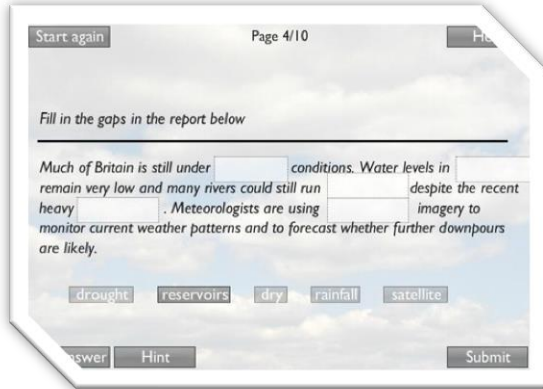 Start again Page 4/10 He
Fill in the gaps in the report below
Much of Britain is still under conditions. Water levels in
remain very low and many rivers could still run despite the recent
heavy . Meteorologists are using imagery to
monitor current weather patterns and to forecast whether further downpours
are likely.
drought reservoirs dry rainfall satellite
swer Hint Submit